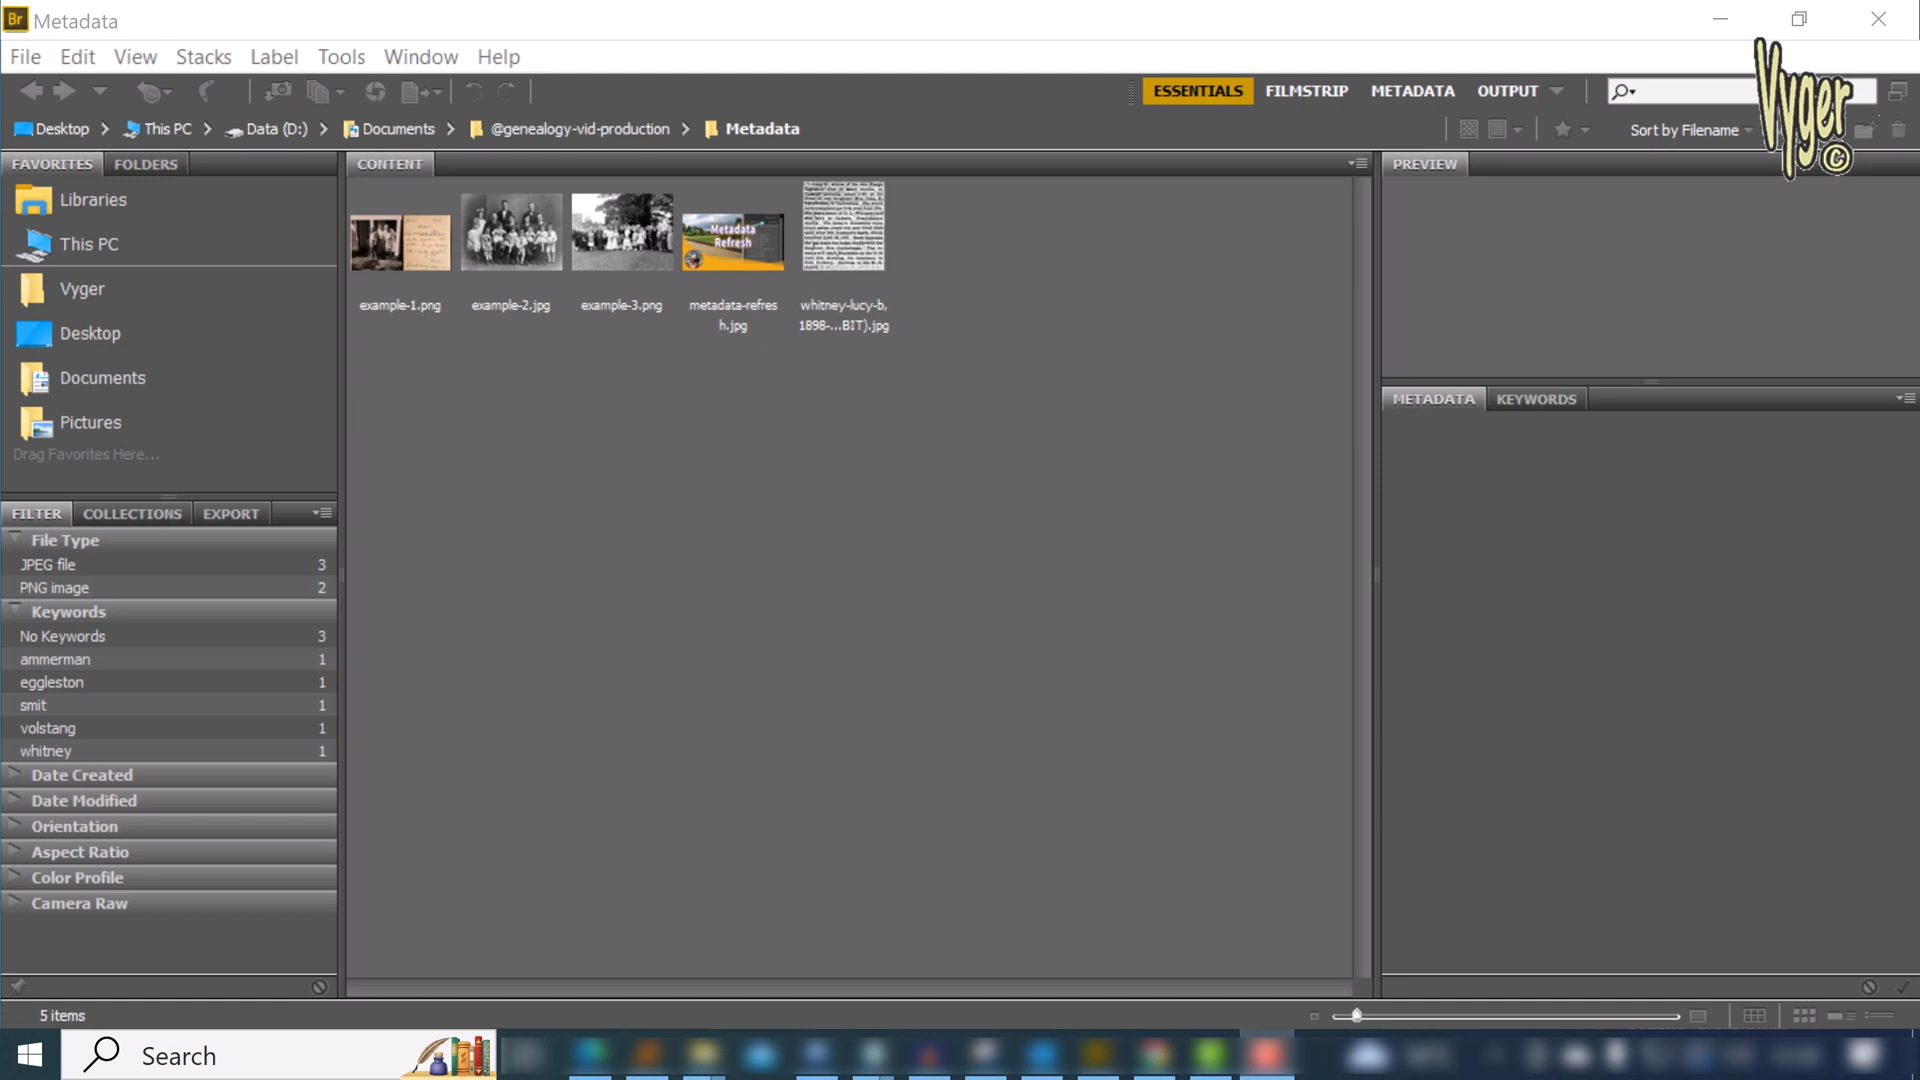 Br Metadata
File Edit View Stacks Label Tools Window Help
ESSENTIALS FILMSTRIP METADATA OUTPUT
Vyger ©
Desktop This PC Data (D:) Documents @genealogy-vid-production Metadata
Sort by Filename
FAVORITES FOLDERS
Libraries
This PC
Vyger
Desktop
Documents
Pictures
Drag Favorites Here...
FILTER COLLECTIONS EXPORT
File Type
JPEG file 3
PNG image 2
Keywords
No Keywords 3
ammerman 1
eggleston 1
smit 1
volstang 1
whitney 1
Date Created
Date Modified
Orientation
Aspect Ratio
Color Profile
Camera Raw
5 items
CONTENT
Metadata
Refresh
example-1.png
example-2.jpg
example-3.png
metadata-refres
h.jpg
whitney-lucy-b,
1898-...BIT).jpg
PREVIEW
METADATA KEYWORDS
Search